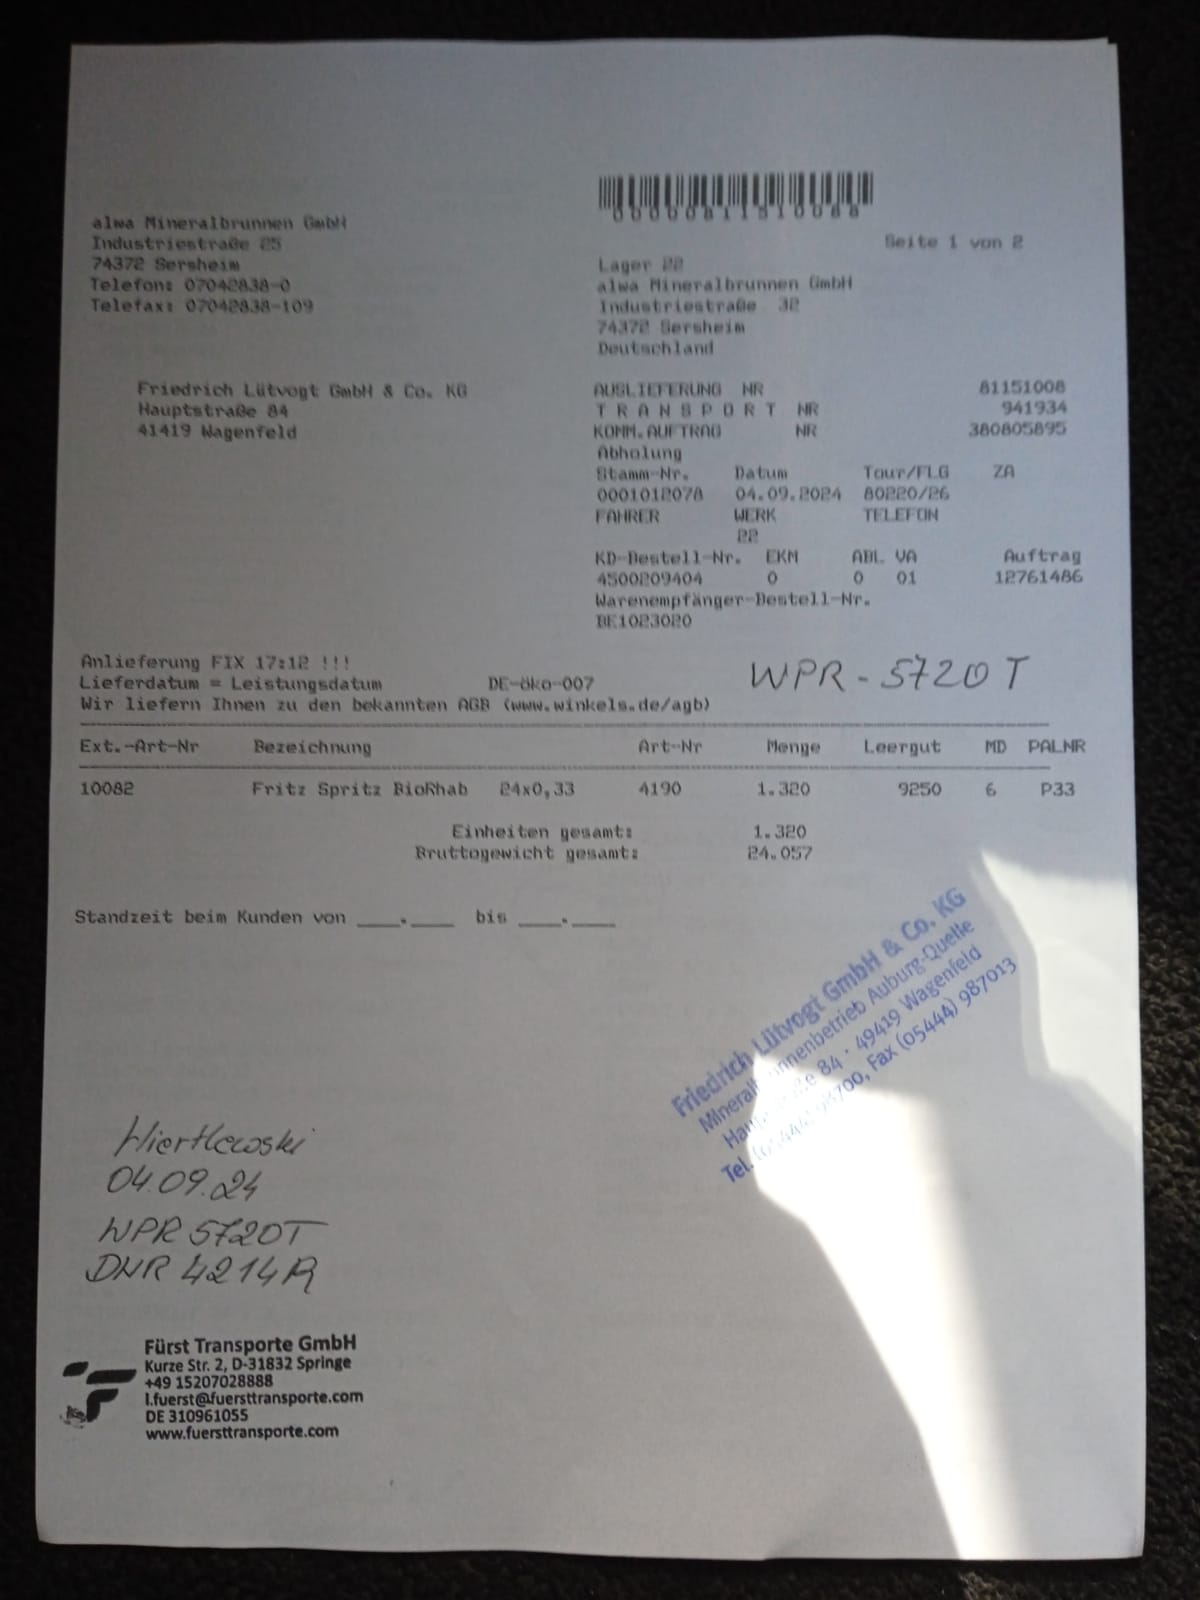 0000081151008 8
alwa Mineralbrunnen GmbH
Industriestraße 25
74372 Sersheim
Telefon: 07042838-0
Telefax: 07042838-109
Seite 1 von 2
Lager 22
alwa Mineralbrunnen GmbH
Industriestraße 32
74372 Sersheim
Deutschland
Friedrich Lütvogt GmbH & Co. KG
Hauptstraße 84
41419 Wagenfeld
AUSLIEFERUNG NR 81151008
T R A N S P O R T NR 941934
KOMM.AUFTRAG NR 380805895
Abholung
Stamm-Nr. Datum Tour/FLG ZA
0001012078 04.09.2024 80220/26
FAHRER WERK TELEFON
22
KD-Bestell-Nr. EKM ABL VA Auftrag
4500209404 0 0 01 12761486
Warenempfänger-Bestell-Nr.
BE1023020
Anlieferung FIX 17:12 !!!
Lieferdatum = Leistungsdatum DE-öko-007
WPR - 5720T
Wir liefern Ihnen zu den bekannten AGB (www.winkels.de/agb)
Ext.-Art-Nr Bezeichnung Art-Nr Menge Leergut MD PALNR
10082 Fritz Spritz BioRhab 24x0,33 4190 1.320 9250 6 P33
Einheiten gesamt: 1.320
Bruttogewicht gesamt: 24.057
Standzeit beim Kunden von ____.____ bis ____.____
Friedrich Lütvogt GmbH & Co. KG
Mineralbrunnenbetrieb Auburg-Quelle
Hauptstraße 84 · 49419 Wagenfeld
Tel. (05444) 98700, Fax (05444) 987013
04.09.24
WPR 5720T
DNR 4214R
Fürst Transporte GmbH
Kurze Str. 2, D-31832 Springe
+49 15207028888
l.fuerst@fuersttransporte.com
DE 310961055
www.fuersttransporte.com